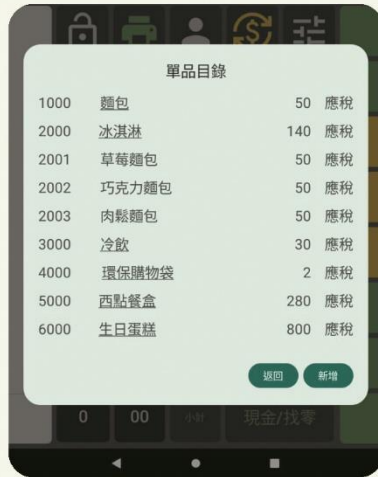 單品目錄
1000 麵包 50 應稅
2000 冰淇淋 140 應稅
2001 草莓麵包 50 應稅
2002 巧克力麵包 50 應稅
2003 肉鬆麵包 50 應稅
3000 冷飲 30 應稅
4000 環保購物袋 2 應稅
5000 西點餐盒 280 應稅
6000 生日蛋糕 800 應稅
返回 新增
0 00 小計 現金/找零